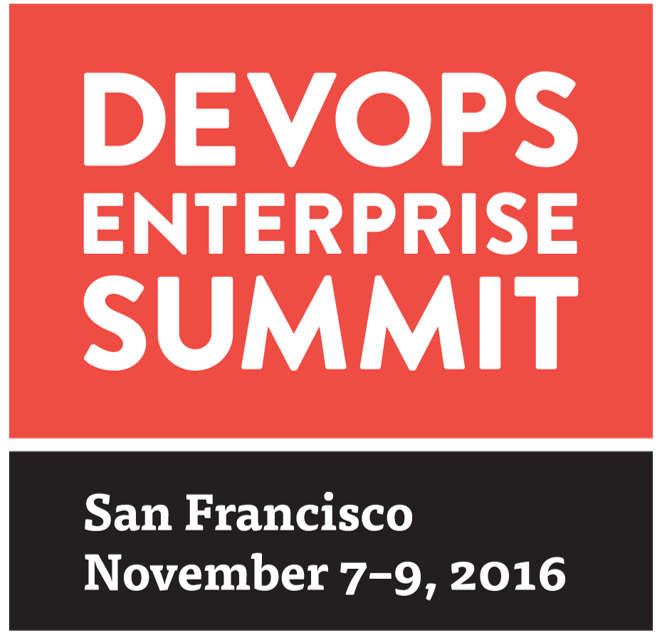 DEVOPS
ENTERPRISE
SUMMIT
San Francisco
November 7–9, 2016